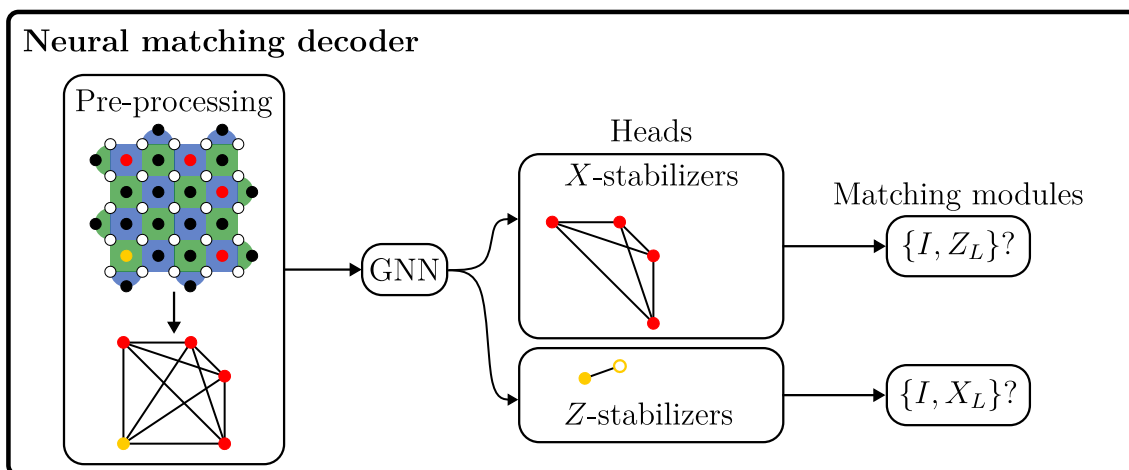 Neural matching decoder
Pre-processing
Heads
X-stabilizers
Matching modules
{I, Z_L}?
GNN
{I, X_L}?
Z-stabilizers